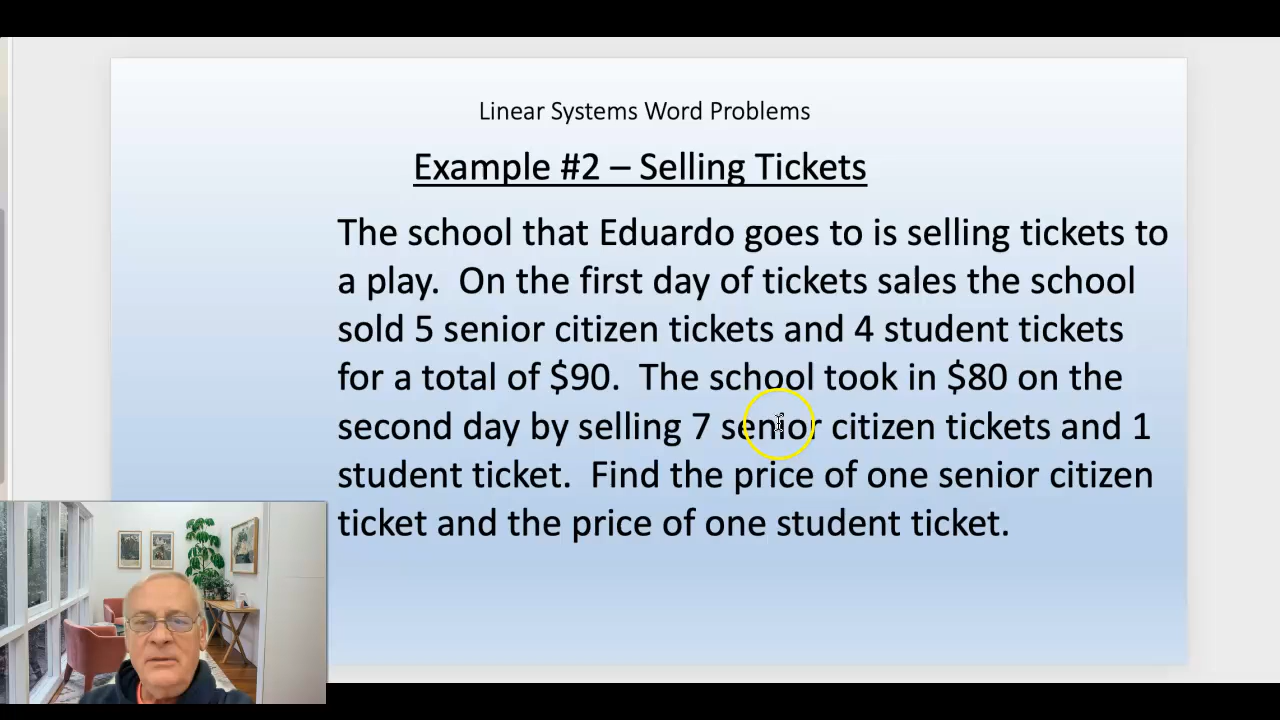 Linear Systems Word Problems
Example #2 – Selling Tickets
The school that Eduardo goes to is selling tickets to
a play.  On the first day of tickets sales the school
sold 5 senior citizen tickets and 4 student tickets
for a total of $90.  The school took in $80 on the
second day by selling 7 senior citizen tickets and 1
student ticket.  Find the price of one senior citizen
ticket and the price of one student ticket.